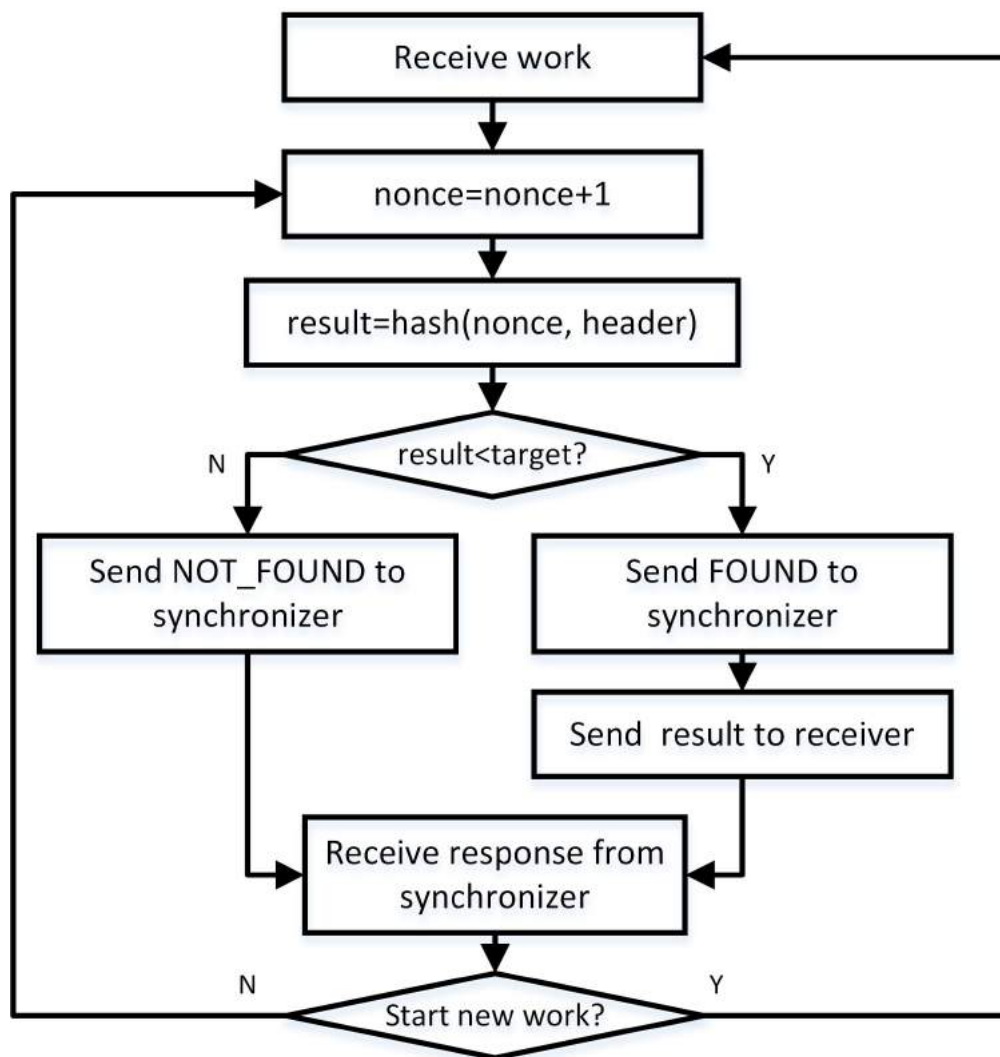 Receive work
nonce=nonce+1
result=hash(nonce, header)
result<target?
N
Y
Send NOT_FOUND to
synchronizer
Send FOUND to
synchronizer
Send  result to receiver
Receive response from
synchronizer
N
Y
Start new work?